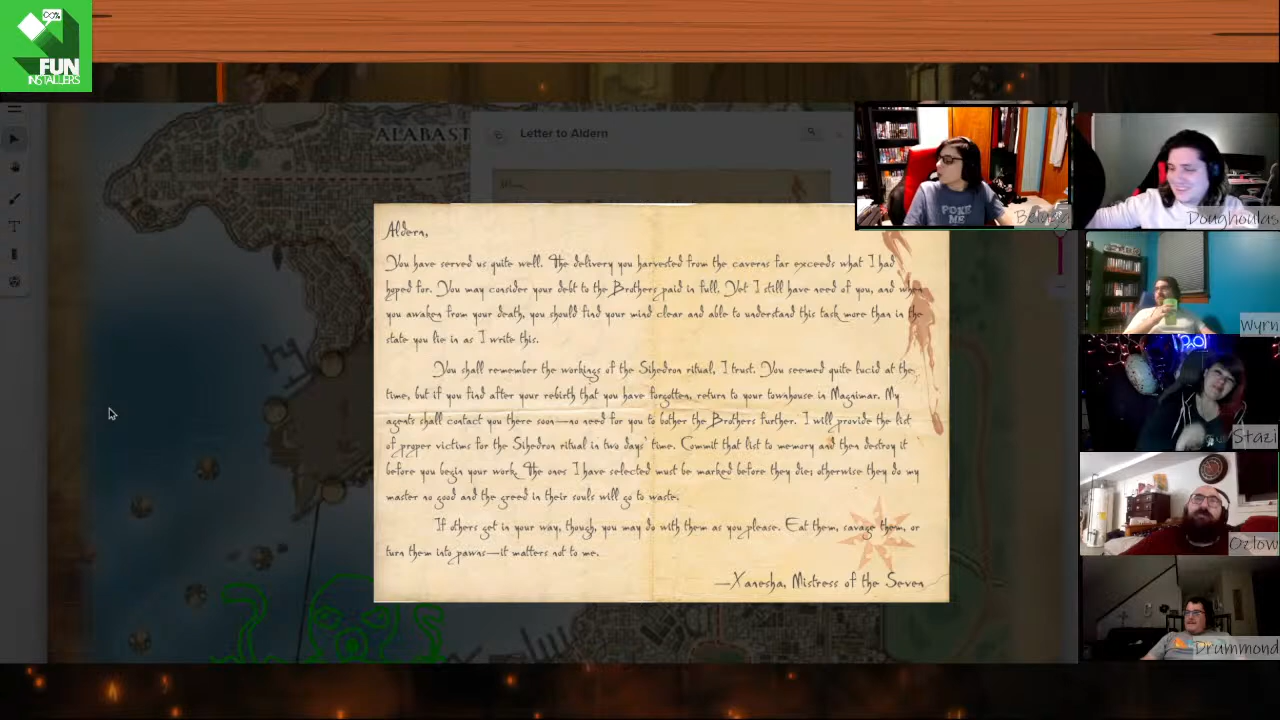 00%
FUN
INSTALLERS
ALABAST
Letter to Aldern
Aldern,
You have served us quite well. The delivery you harvested from the caverns far exceeds what I had
hoped for. You may consider your debt to the Brothers paid in full. Yet I still have need of you, and when
you awaken from your death, you should find your mind clear and able to understand this task more than in the
state you lie in as I write this.
You shall remember the workings of the Sihedron ritual, I trust. You seemed quite lucid at the
time, but if you find after your rebirth that you have forgotten, return to your townhouse in Magnimar. My
agents shall contact you there soon—no need for you to bother the Brothers further. I will provide the list
of proper victims for the Sihedron ritual in two days' time. Commit that list to memory and then destroy it
before you begin your work. The ones I have selected must be marked before they dies otherwise they do my
master no good and the greed in their souls will go to waste.
If others get in your way, though, you may do with them as you please. Eat them, savage them, or
turn them into pawns—it matters not to me.
—Xanesha, Mistress of the Seven
POKE
ME
Doughoulas
Wyrn
Stazi
Ozlow
Drummond